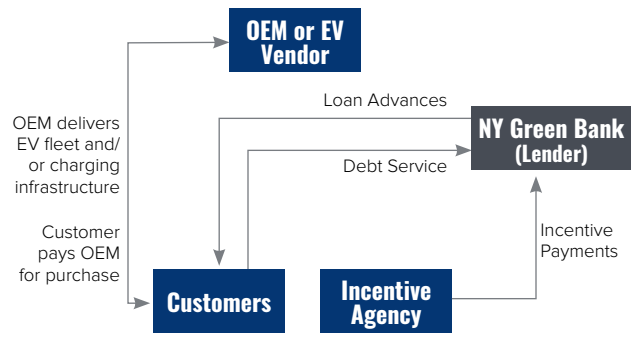 OEM or EV
Vendor
Loan Advances
NY Green Bank
(Lender)
OEM delivers
EV fleet and/
or charging
infrastructure
Debt Service
Customer
pays OEM
for purchase
Incentive
Payments
Customers
Incentive
Agency